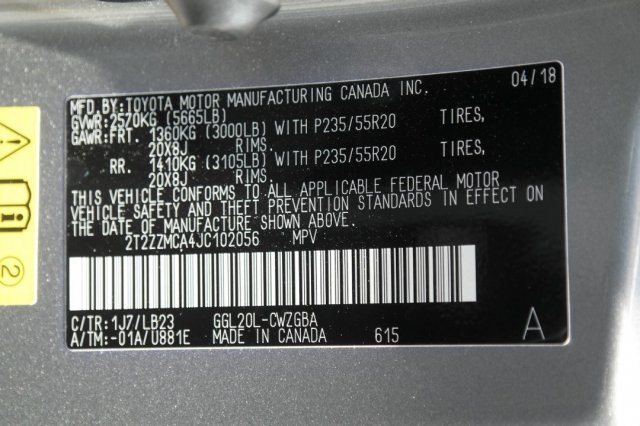 MFD.BY:TOYOTA MOTOR MANUFACTURING CANADA INC. 04/18
GVWR:2570KG (5665LB)
GAWR:FRT. 1360KG (3000LB) WITH P235/55R20 TIRES,
20X8J RIMS.
RR. 1410KG (3105LB) WITH P235/55R20 TIRES,
20X8J RIMS.
THIS VEHICLE CONFORMS TO ALL APPLICABLE FEDERAL MOTOR
VEHICLE SAFETY AND THEFT PREVENTION STANDARDS IN EFFECT ON
THE DATE OF MANUFACTURE SHOWN ABOVE.
2T2ZZMCA4JC102056 MPV
C/TR:1J7/LB23 GGL20L-CWZGBA
A/TM:-01A/U881E MADE IN CANADA 615 A
2